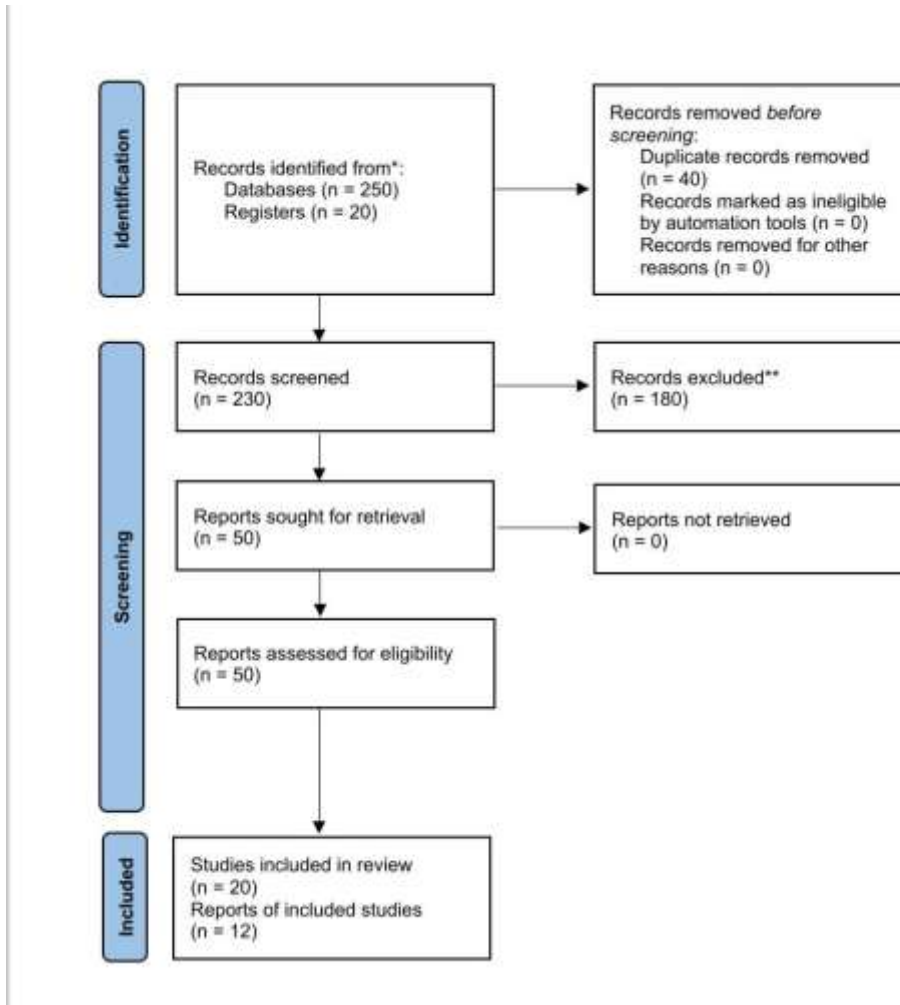 Identification
Records identified from*:
Databases (n = 250)
Registers (n = 20)
Records removed before
screening:
Duplicate records removed
(n = 40)
Records marked as ineligible
by automation tools (n = 0)
Records removed for other
reasons (n = 0)
Screening
Records screened
(n = 230)
Records excluded**
(n = 180)
Reports sought for retrieval
(n = 50)
Reports not retrieved
(n = 0)
Reports assessed for eligibility
(n = 50)
Included
Studies included in review
(n = 20)
Reports of included studies
(n = 12)